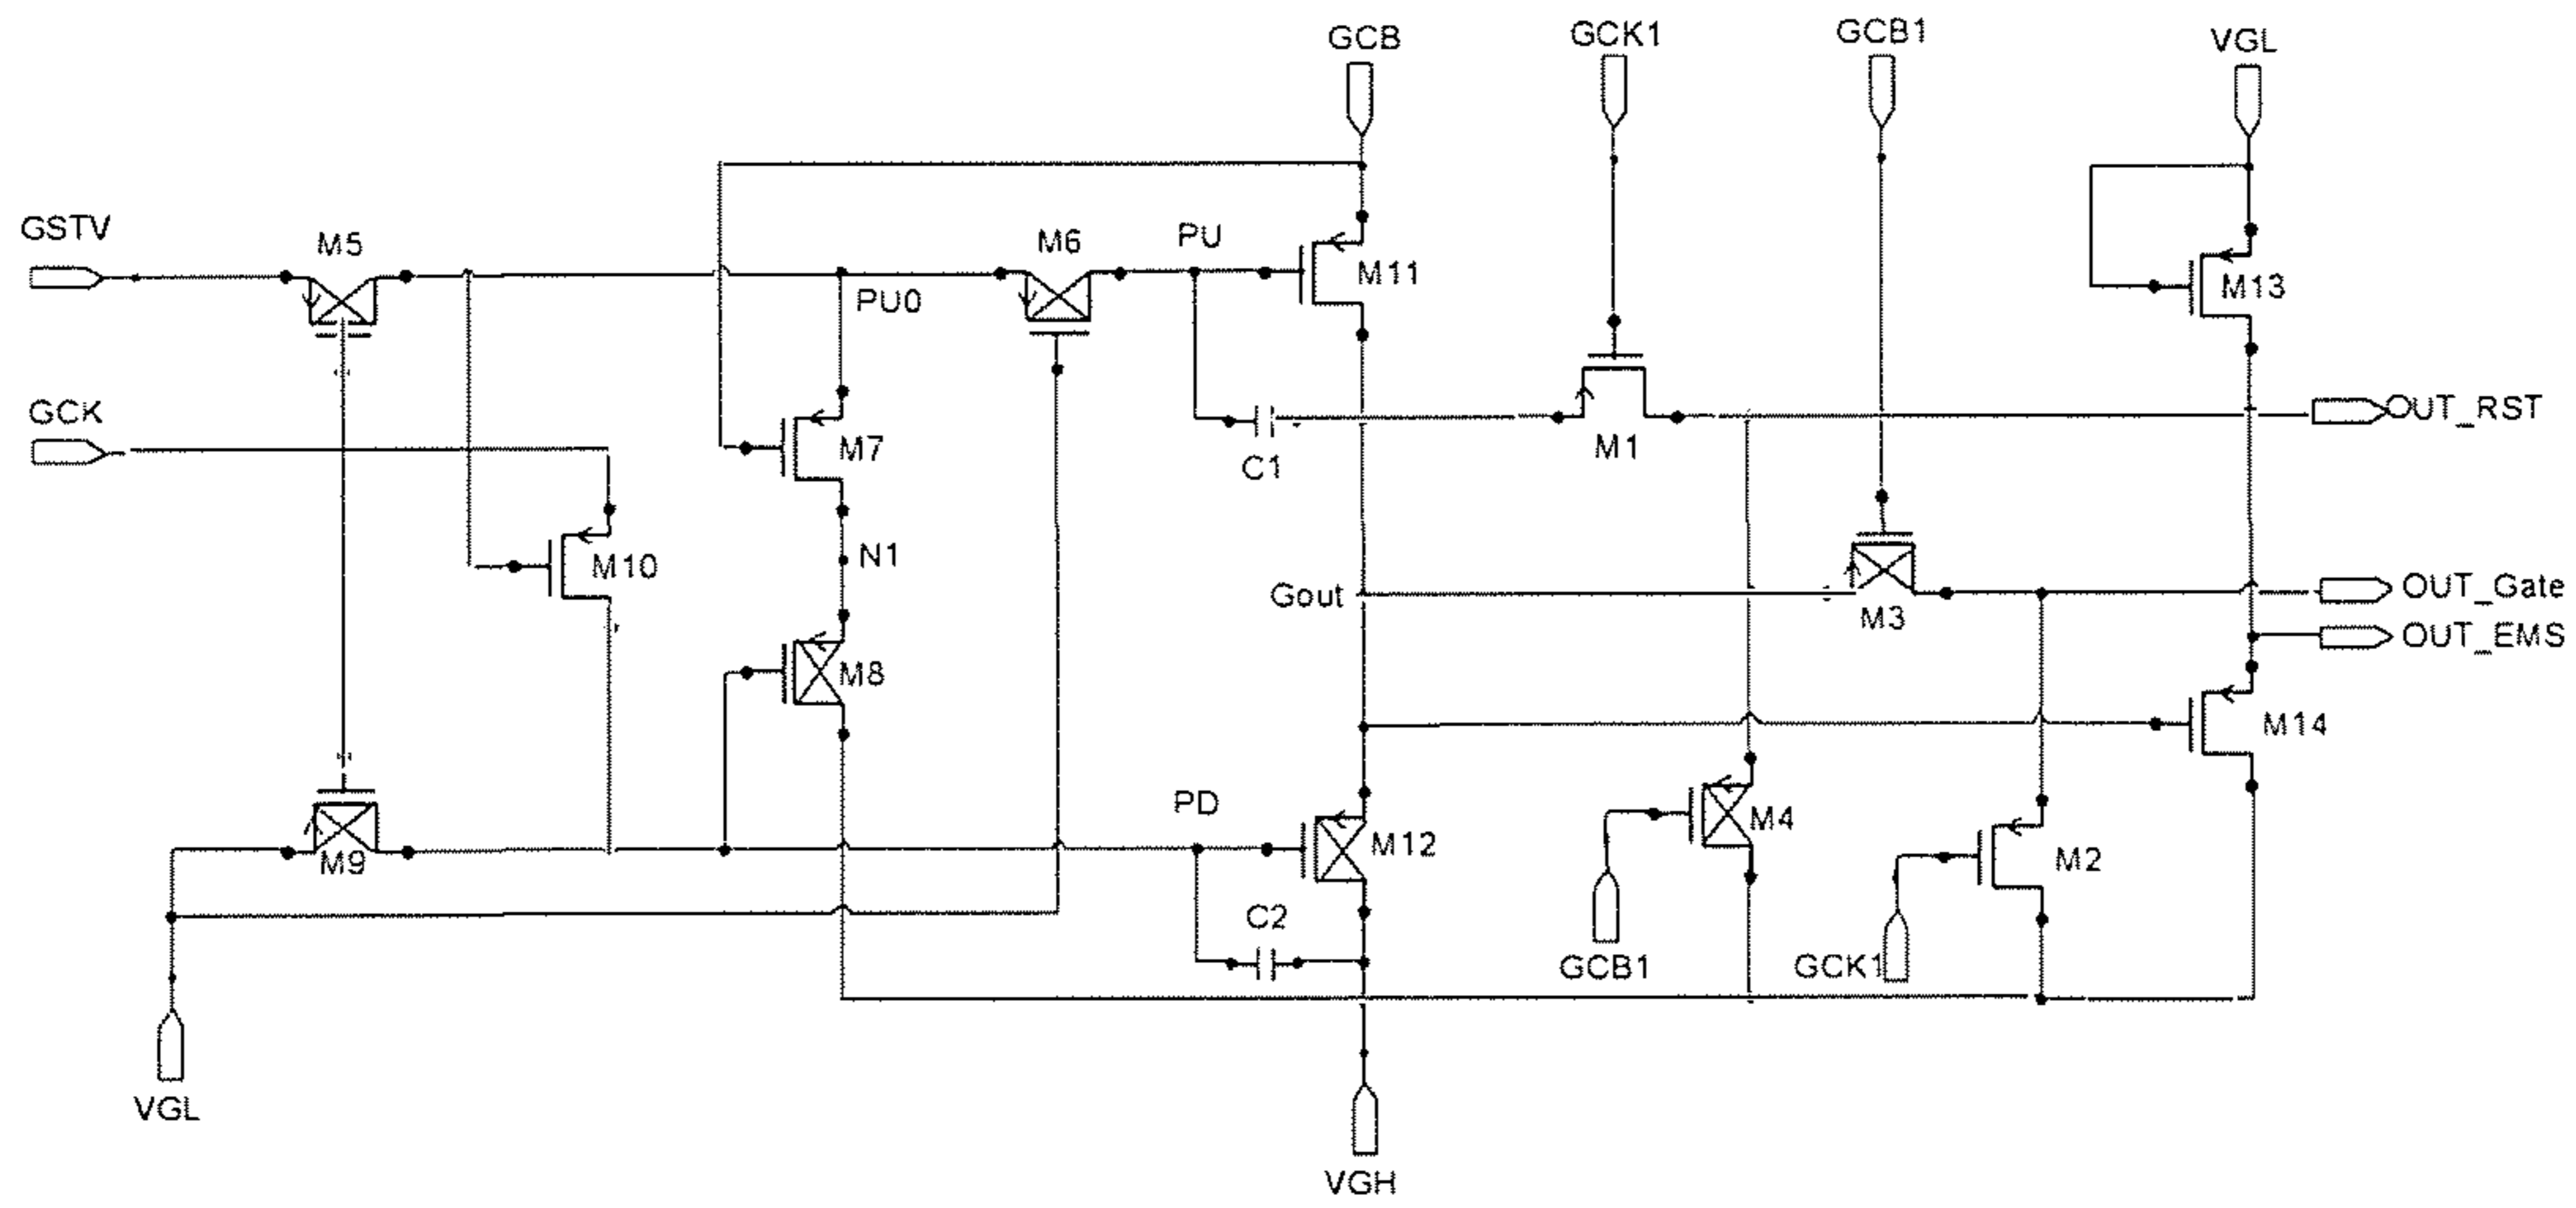 GCB
GCK1
GCB1
VGL
GSTV
M5
M6
PU
M11
M13
PU0
GCK
M7
C1
M1
OUT_RST
M10
N1
Gout
M3
OUT_Gate
OUT_EMS
M8
M14
PD
M9
M12
M4
M2
C2
GCB1
GCK1
VGL
VGH